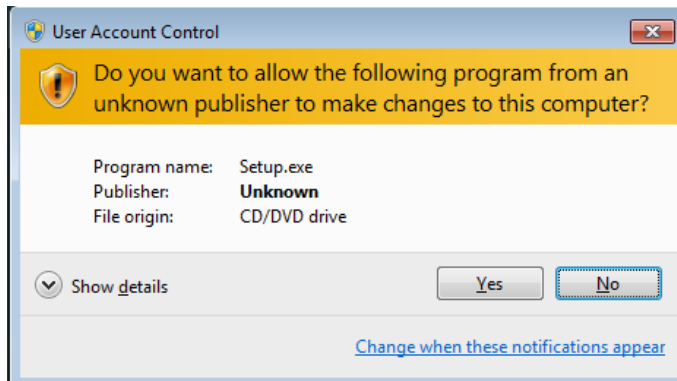 User Account Control
Do you want to allow the following program from an
unknown publisher to make changes to this computer?
Program name: Setup.exe
Publisher: Unknown
File origin: CD/DVD drive
Show details
Yes
No
Change when these notifications appear